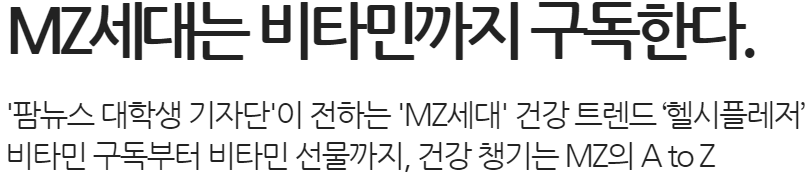 MZ세대는 비타민까지 구독한다.
'팜뉴스 대학생 기자단'이 전하는 'MZ세대' 건강 트렌드 ‘헬시플레저’
비타민 구독부터 비타민 선물까지, 건강 챙기는 MZ의 A to Z